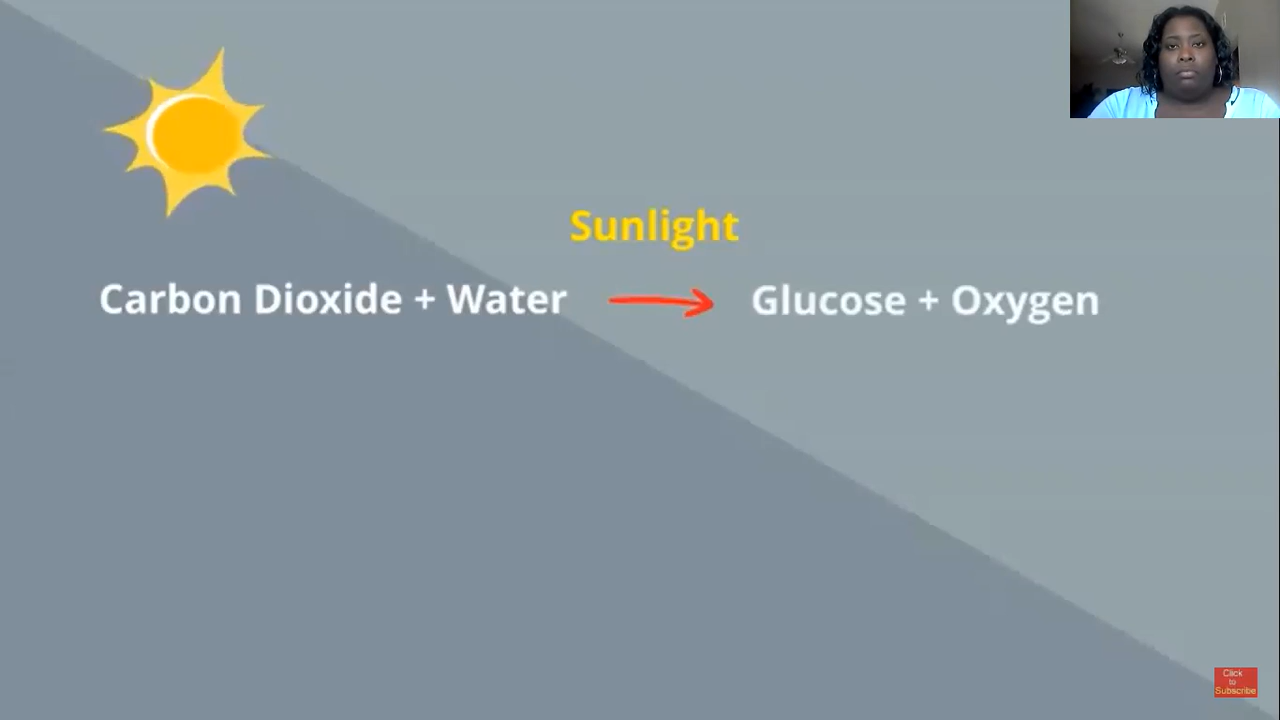 Sunlight
Carbon Dioxide + Water → Glucose + Oxygen
Click
to
Subscribe